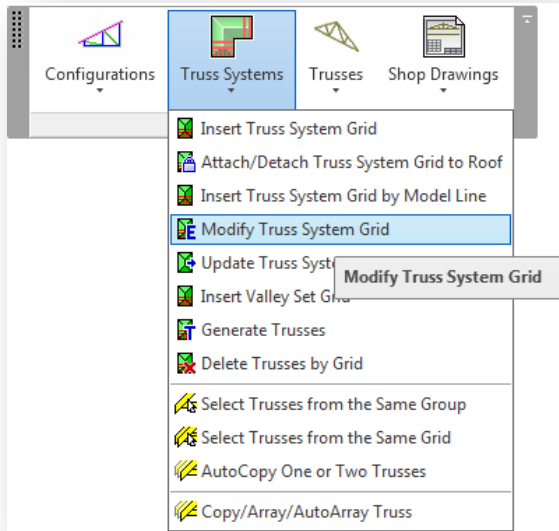 Configurations
Truss Systems
Trusses
Shop Drawings
Insert Truss System Grid
Attach/Detach Truss System Grid to Roof
Insert Truss System Grid by Model Line
Modify Truss System Grid
Update Truss
Modify Truss System Grid
Insert Valley Set
Generate Trusses
Delete Trusses by Grid
Select Trusses from the Same Group
Select Trusses from the Same Grid
AutoCopy One or Two Trusses
Copy/Array/AutoArray Truss